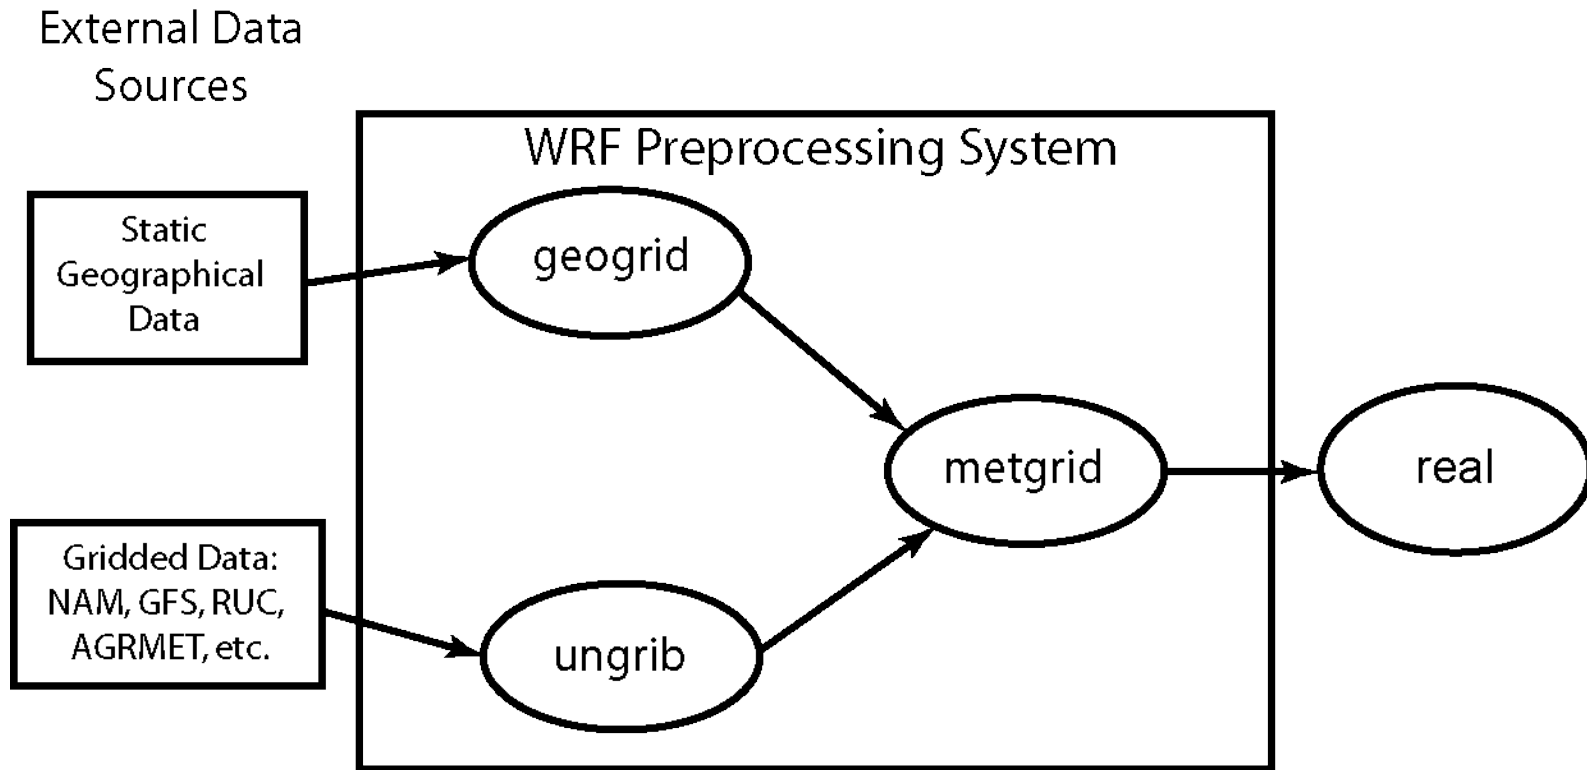 External Data
Sources
WRF Preprocessing System
Static
Geographical
Data
geogrid
metgrid
real
Gridded Data:
NAM, GFS, RUC,
AGRMET, etc.
ungrib